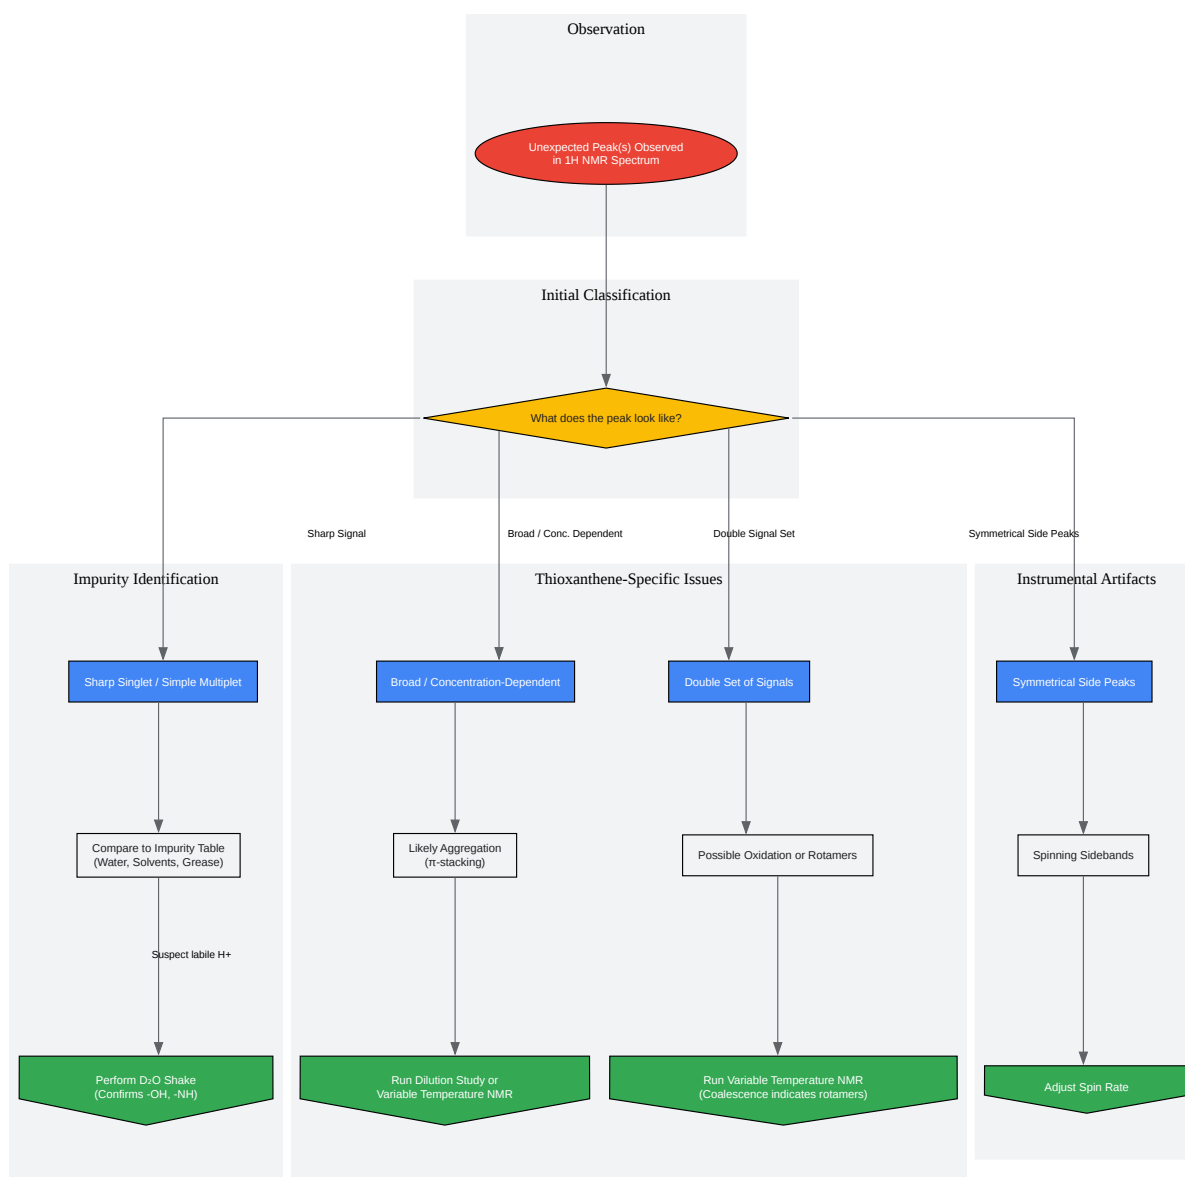 Observation
Unexpected Peak(s) Observed
in 1H NMR Spectrum
Initial Classification
What does the peak look like?
Sharp Signal
Broad / Conc. Dependent
Double Signal Set
Symmetrical Side Peaks
Impurity Identification
Thioxanthene-Specific Issues
Instrumental Artifacts
Sharp Singlet / Simple Multiplet
Broad / Concentration-Dependent
Double Set of Signals
Symmetrical Side Peaks
Compare to Impurity Table
(Water, Solvents, Grease)
Likely Aggregation
(π-stacking)
Possible Oxidation or Rotamers
Spinning Sidebands
Suspect labile H+
Perform D₂O Shake
(Confirms -OH, -NH)
Run Dilution Study or
Variable Temperature NMR
Run Variable Temperature NMR
(Coalescence indicates rotamers)
Adjust Spin Rate